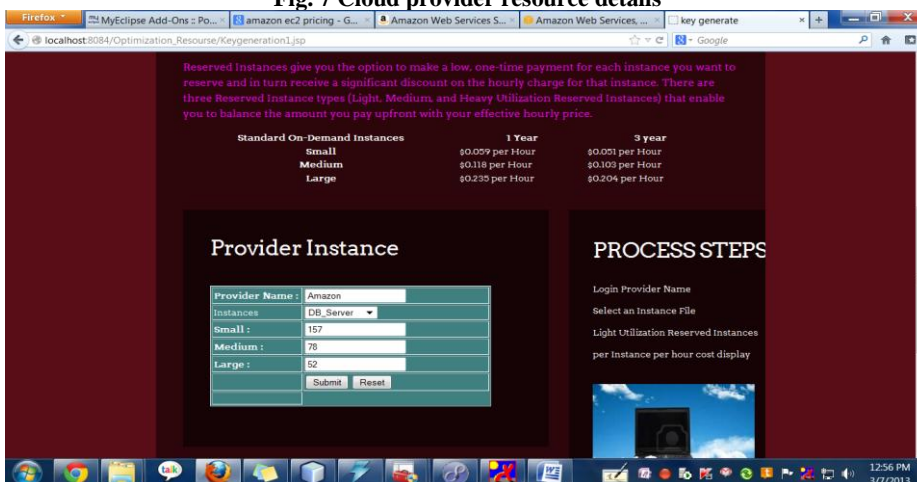 Fig. 7 Cloud provider resource details
Firefox
MyEclipse Add-Ons :: Po...
amazon ec2 pricing - G...
Amazon Web Services S...
Amazon Web Services, ...
key generate
localhost:8084/Optimization_Resourse/Keygeneration1.jsp
Google
Reserved Instances give you the option to make a low, one-time payment for each instance you want to
reserve and in turn receive a significant discount on the hourly charge for that instance. There are
three Reserved Instance types (Light, Medium, and Heavy Utilization Reserved Instances) that enable
you to balance the amount you pay upfront with your effective hourly price.
Standard On-Demand Instances 1 Year 3 year
Small $0.059 per Hour $0.051 per Hour
Medium $0.118 per Hour $0.103 per Hour
Large $0.235 per Hour $0.204 per Hour
Provider Instance
Provider Name : Amazon
Instances DB_Server
Small : 157
Medium : 78
Large : 52
Submit Reset
PROCESS STEPS
Login Provider Name
Select an Instance File
Light Utilization Reserved Instances
per Instance per hour cost display
talk
12:56 PM
3/7/2013